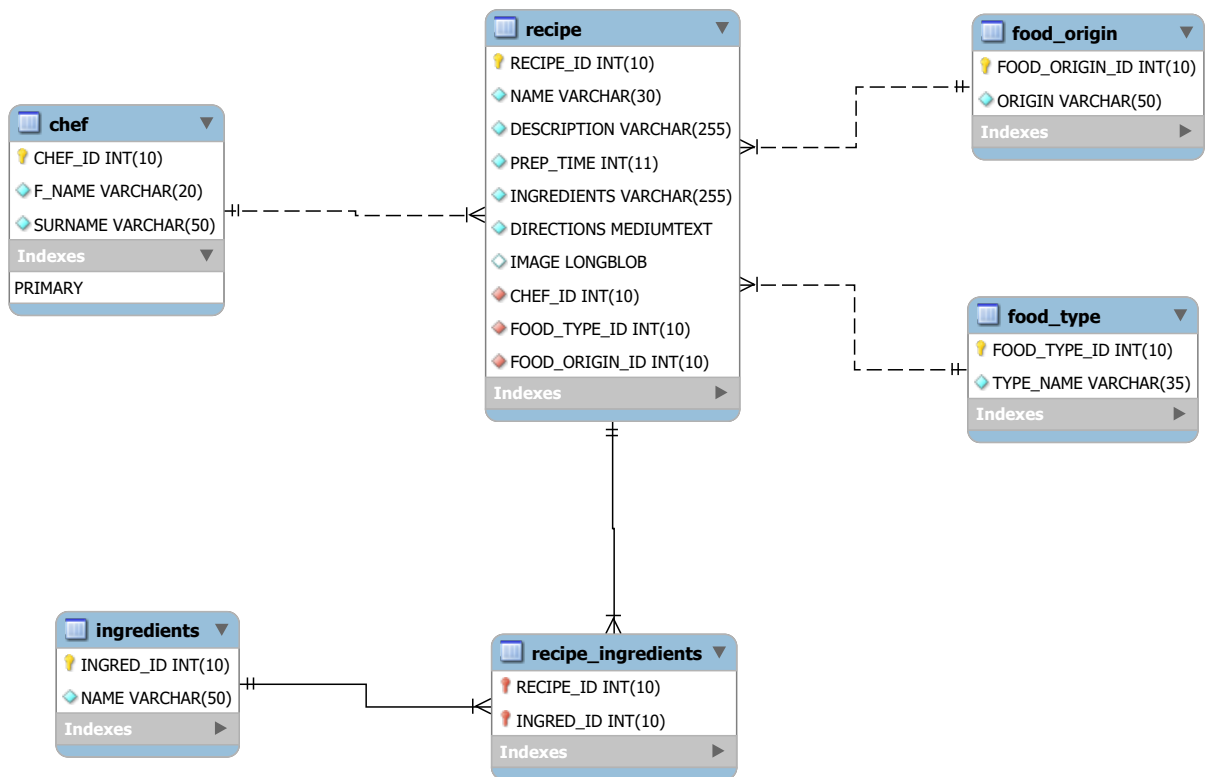 chef
CHEF_ID INT(10)
F_NAME VARCHAR(20)
SURNAME VARCHAR(50)
Indexes
PRIMARY
recipe
RECIPE_ID INT(10)
NAME VARCHAR(30)
DESCRIPTION VARCHAR(255)
PREP_TIME INT(11)
INGREDIENTS VARCHAR(255)
DIRECTIONS MEDIUMTEXT
IMAGE LONGBLOB
CHEF_ID INT(10)
FOOD_TYPE_ID INT(10)
FOOD_ORIGIN_ID INT(10)
Indexes
food_origin
FOOD_ORIGIN_ID INT(10)
ORIGIN VARCHAR(50)
Indexes
food_type
FOOD_TYPE_ID INT(10)
TYPE_NAME VARCHAR(35)
Indexes
ingredients
INGRED_ID INT(10)
NAME VARCHAR(50)
Indexes
recipe_ingredients
RECIPE_ID INT(10)
INGRED_ID INT(10)
Indexes